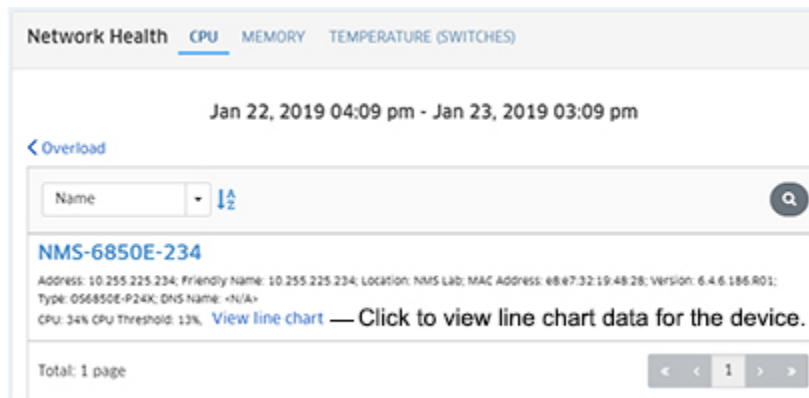 Network Health CPU MEMORY TEMPERATURE (SWITCHES)
Jan 22, 2019 04:09 pm - Jan 23, 2019 03:09 pm
Overload
Name
NMS-6850E-234
Address: 10.255.225.234; Friendly Name: 10.255.225.234; Location: NMS Lab; MAC Address: e8:e7:32:19:48:28; Version: 6.4.6.186.R01;
Type: OS6850E-P24X; DNS Name: <N/A>
CPU: 34% CPU Threshold: 13%, View line chart — Click to view line chart data for the device.
Total: 1 page
« ‹ 1 › »